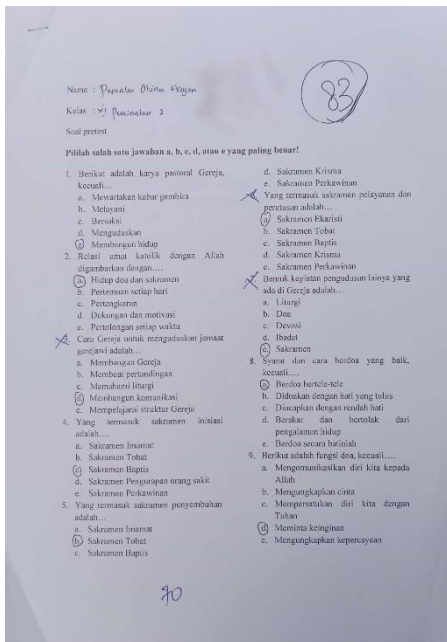 83
Nama :
Kelas : XI 2
Soal pretest
Pilihlah salah satu jawaban a, b, c, d, atau e yang paling benar!
1. Berikut adalah karya pastoral Gereja,
kecuali....
a. Mewartakan kabar gembira
b. Melayani
c. Bersaksi
d. Menguduskan
e. Membangun hidup
2. Relasi umat katolik dengan Allah
digambarkan dengan....
a. Hidup doa dan sakramen
b. Pertemuan setiap hari
c. Pertengkaran
d. Dukungan dan motivasi
e. Pertolongan setiap waktu
3. Cara Gereja untuk menguduskan jemaat
gerejawi adalah...
a. Membangun Gereja
b. Membuat pertandingan
c. Memahami liturgi
d. Membangun komunikasi
e. Mempelajari struktur Gereja
4. Yang termasuk sakramen inisiasi
adalah....
a. Sakramen Imamat
b. Sakramen Tobat
c. Sakramen Baptis
d. Sakramen Pengurapan orang sakit
e. Sakramen Perkawinan
5. Yang termasuk sakramen penyembuhan
adalah...
a. Sakramen Imamat
b. Sakramen Tobat
c. Sakramen Baptis
d. Sakramen Krisma
e. Sakramen Perkawinan
6. Yang termasuk sakramen pelayanan dan
perutusan adalah...
a. Sakramen Ekaristi
b. Sakramen Tobat
c. Sakramen Baptis
d. Sakramen Krisma
e. Sakramen Perkawinan
7. Bentuk kegiatan pengudusan lainya yang
ada di Gereja adalah...
a. Liturgi
b. Doa
c. Devosi
d. Ibadat
e. Sakramen
8. Syarat dan cara berdoa yang baik,
kecuali....
a. Berdoa bertele-tele
b. Didoakan dengan hati yang tulus
c. Diucapkan dengan rendah hati
d. Berakar dan bertolak dari
pengalaman hidup
e. Berdoa secara batiniah
9. Berikut adalah fungsi doa, kecuali....
a. Mengomunikasikan diri kita kepada
Allah
b. Mengungkapkan cinta
c. Mempersatukan diri kita dengan
Tuhan
d. Meminta keinginan
e. Mengungkapkan kepercayaan
70